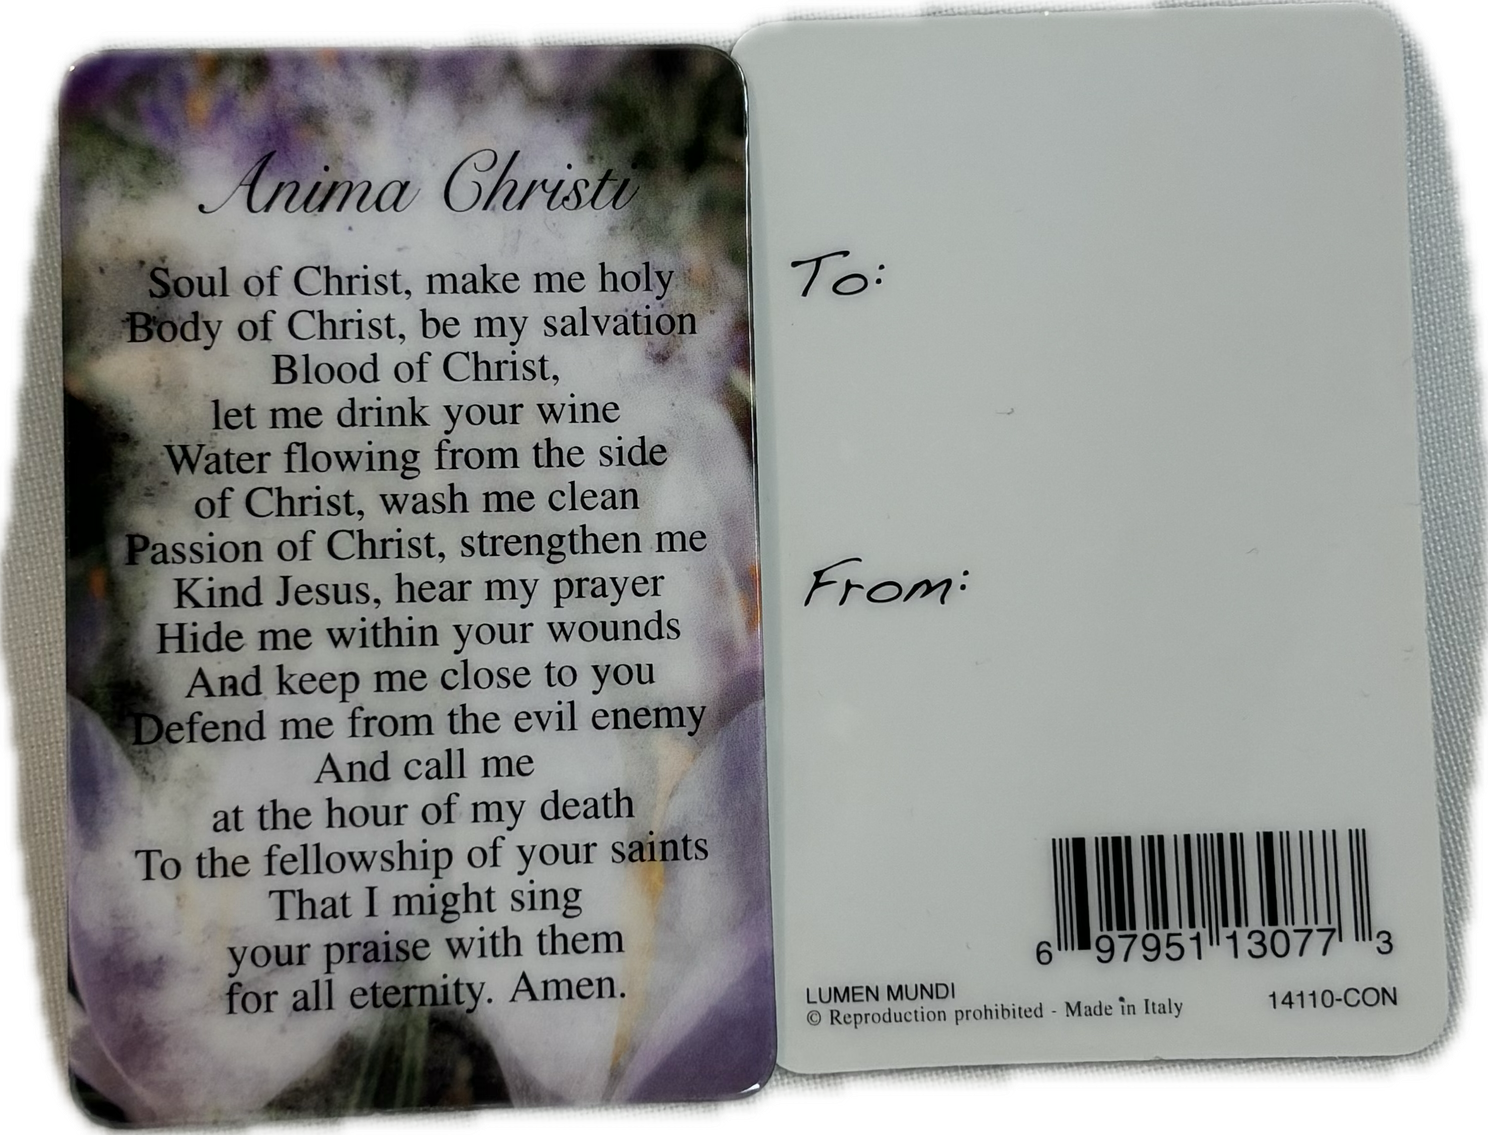 Anima Christi
Soul of Christ, make me holy
Body of Christ, be my salvation
Blood of Christ,
let me drink your wine
Water flowing from the side
of Christ, wash me clean
Passion of Christ, strengthen me
Kind Jesus, hear my prayer
Hide me within your wounds
And keep me close to you
Defend me from the evil enemy
And call me
at the hour of my death
To the fellowship of your saints
That I might sing
your praise with them
for all eternity. Amen.
To:
From:
6 97951 13077 3
LUMEN MUNDI
© Reproduction prohibited - Made in Italy
14110-CON